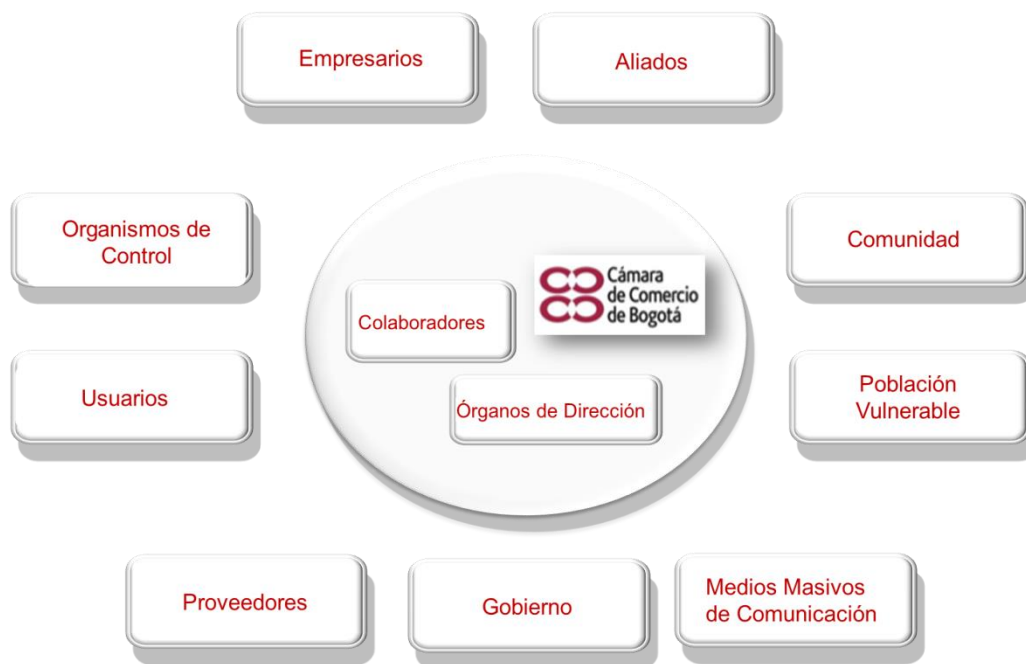 Empresarios
Aliados
Organismos de
Control
Comunidad
Cámara
de Comercio
de Bogotá
Colaboradores
Usuarios
Órganos de Dirección
Población
Vulnerable
Proveedores
Gobierno
Medios Masivos
de Comunicación